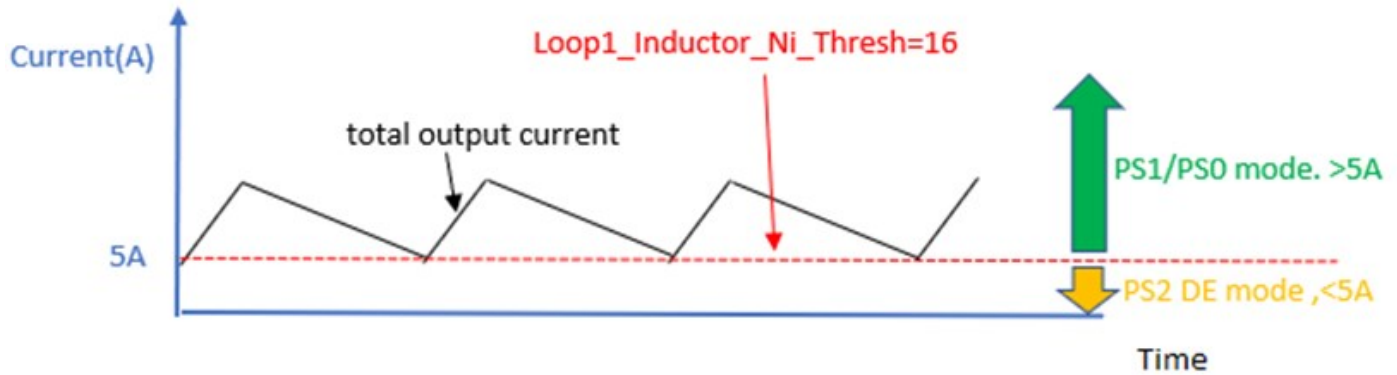 Current(A)
Loop1_Inductor_Ni_Thresh=16
total output current
PS1/PS0 mode. >5A
5A
PS2 DE mode ,<5A
Time